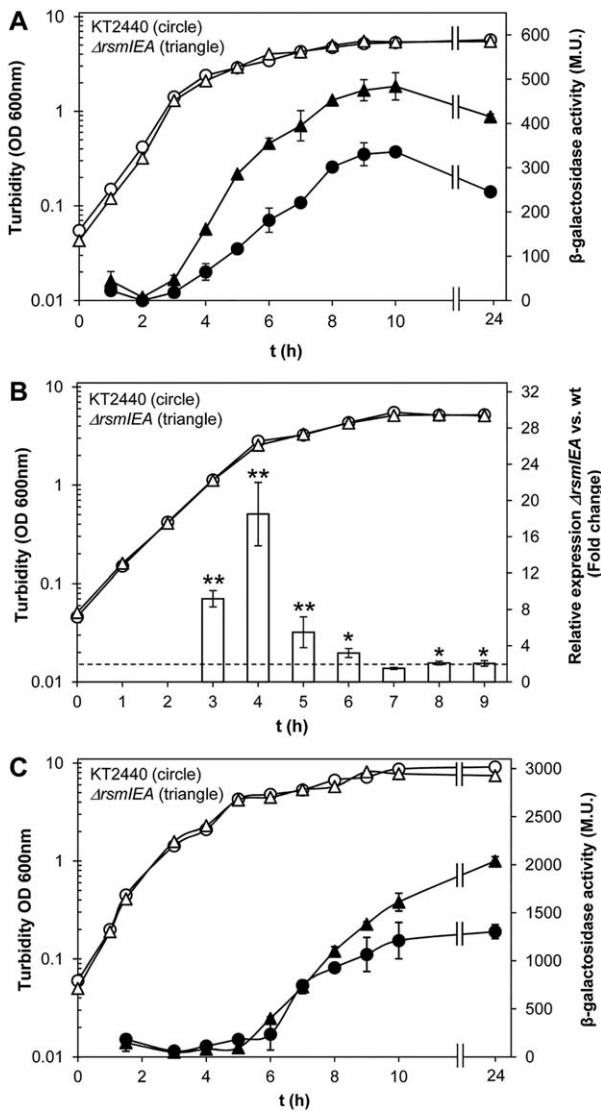 A
KT2440 (circle)
ΔrsmIEA (triangle)
Turbidity (OD 600nm)
10
1
0.1
0.01
β-galactosidase activity (M.U.)
600
500
400
300
200
100
0
0 2 4 6 8 10 24
t (h)
B
KT2440 (circle)
ΔrsmIEA (triangle)
Turbidity (OD 600nm)
10
1
0.1
0.01
** ** ** * * *
Relative expression ΔrsmIEA vs. wt
(Fold change)
32
28
24
20
16
12
8
4
0
0 1 2 3 4 5 6 7 8 9
t (h)
C
KT2440 (circle)
ΔrsmIEA (triangle)
Turbidity OD 600nm
10
1
0.1
0.01
β-galactosidase activity (M.U.)
3000
2500
2000
1500
1000
500
0
0 2 4 6 8 10 24
t (h)